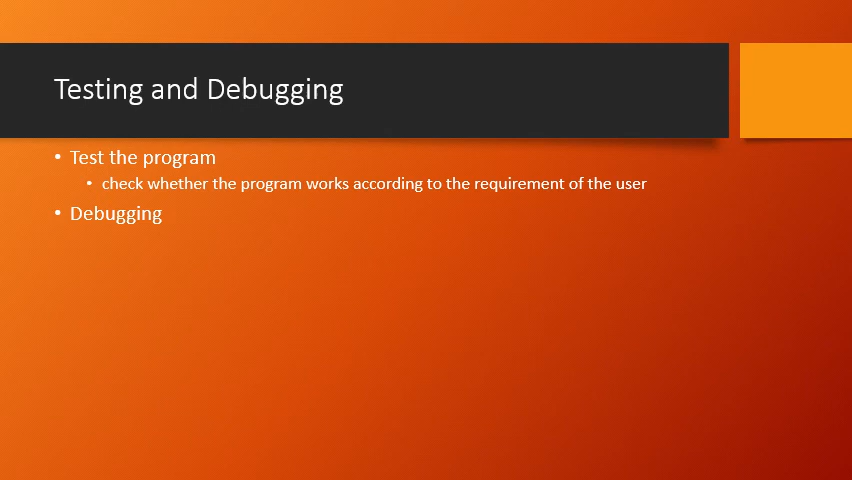 Testing and Debugging
• Test the program
• check whether the program works according to the requirement of the user
• Debugging